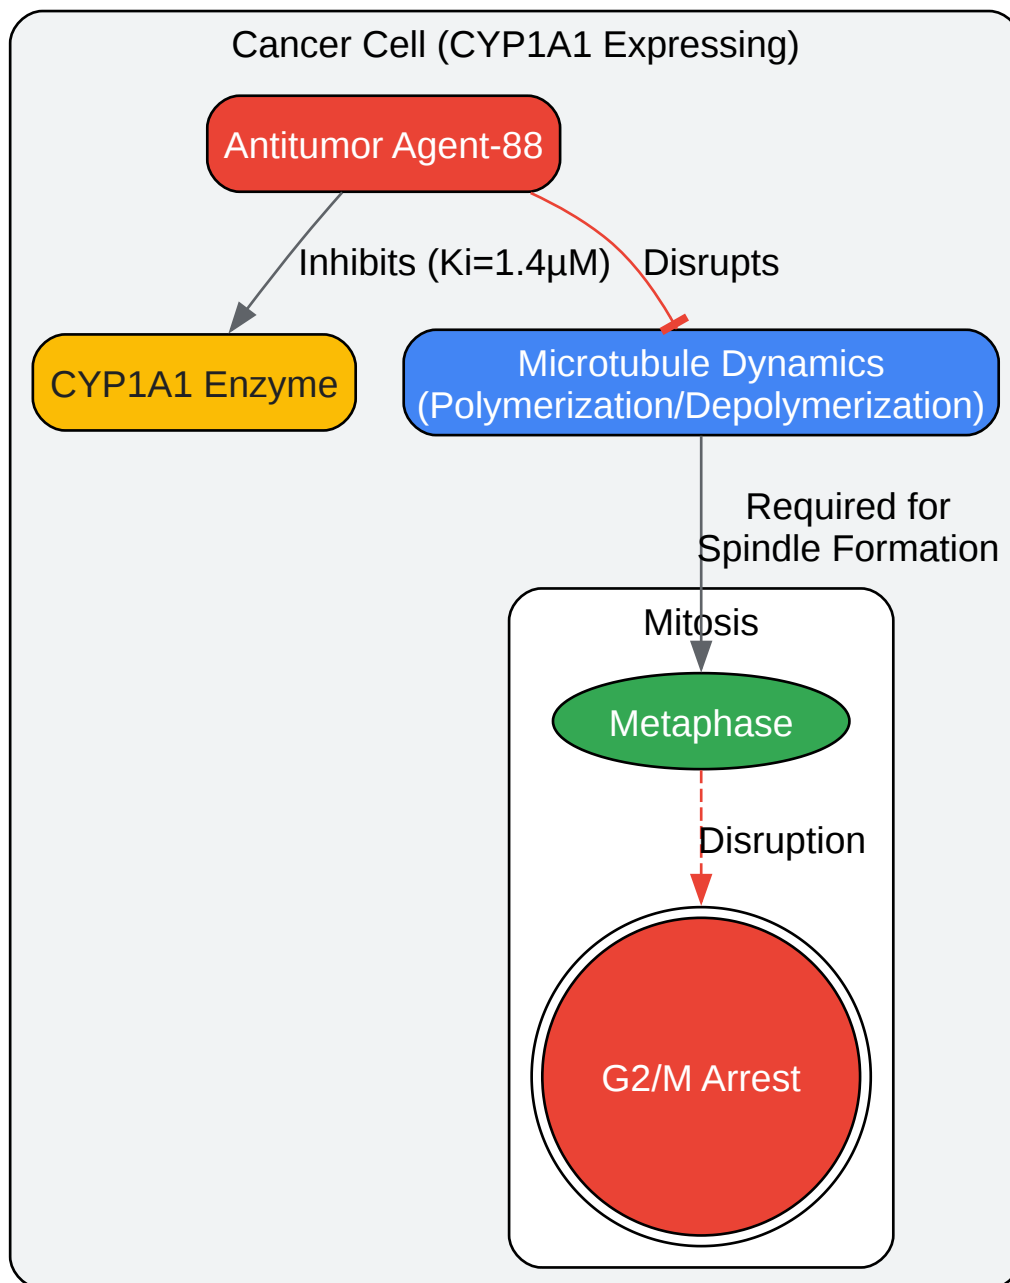 Cancer Cell (CYP1A1 Expressing)
Antitumor Agent-88
Inhibits (Ki=1.4μM)
Disrupts
CYP1A1 Enzyme
Microtubule Dynamics
(Polymerization/Depolymerization)
Required for
Spindle Formation
Mitosis
Metaphase
Disruption
G2/M Arrest